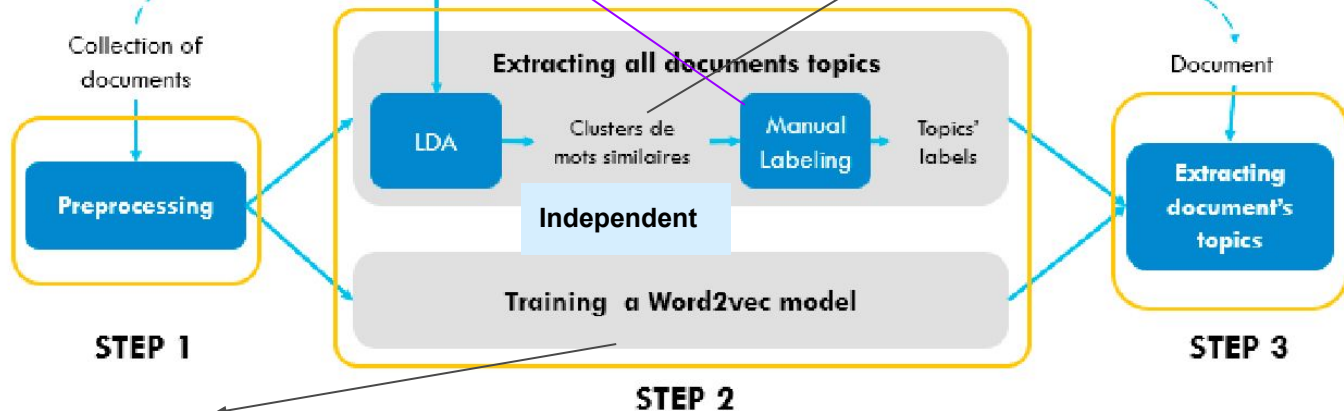 Collection of
documents
Preprocessing
STEP 1
Extracting all documents topics
LDA
Clusters de
mots similaires
Manual
Labeling
Topics'
labels
Independent
Training a Word2vec model
STEP 2
Document
Extracting
document's
topics
STEP 3